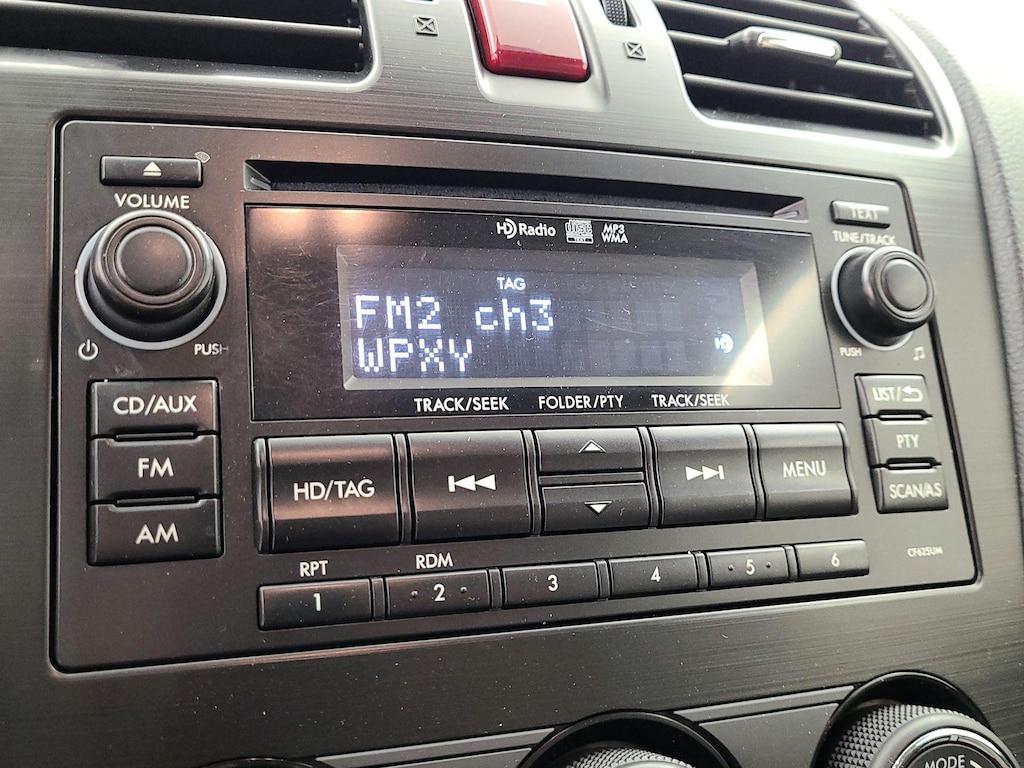 VOLUME
TEXT
HD Radio
MP3
WMA
TUNE/TRACK
TAG
FM2 ch3
WPXY
HD
PUSH
PUSH
TRACK/SEEK FOLDER/PTY TRACK/SEEK
CD/AUX
LIST/
FM
HD/TAG
MENU
PTY
AM
SCAN/AS
CF625UM
RPT RDM
1 2 3 4 5 6
MODE